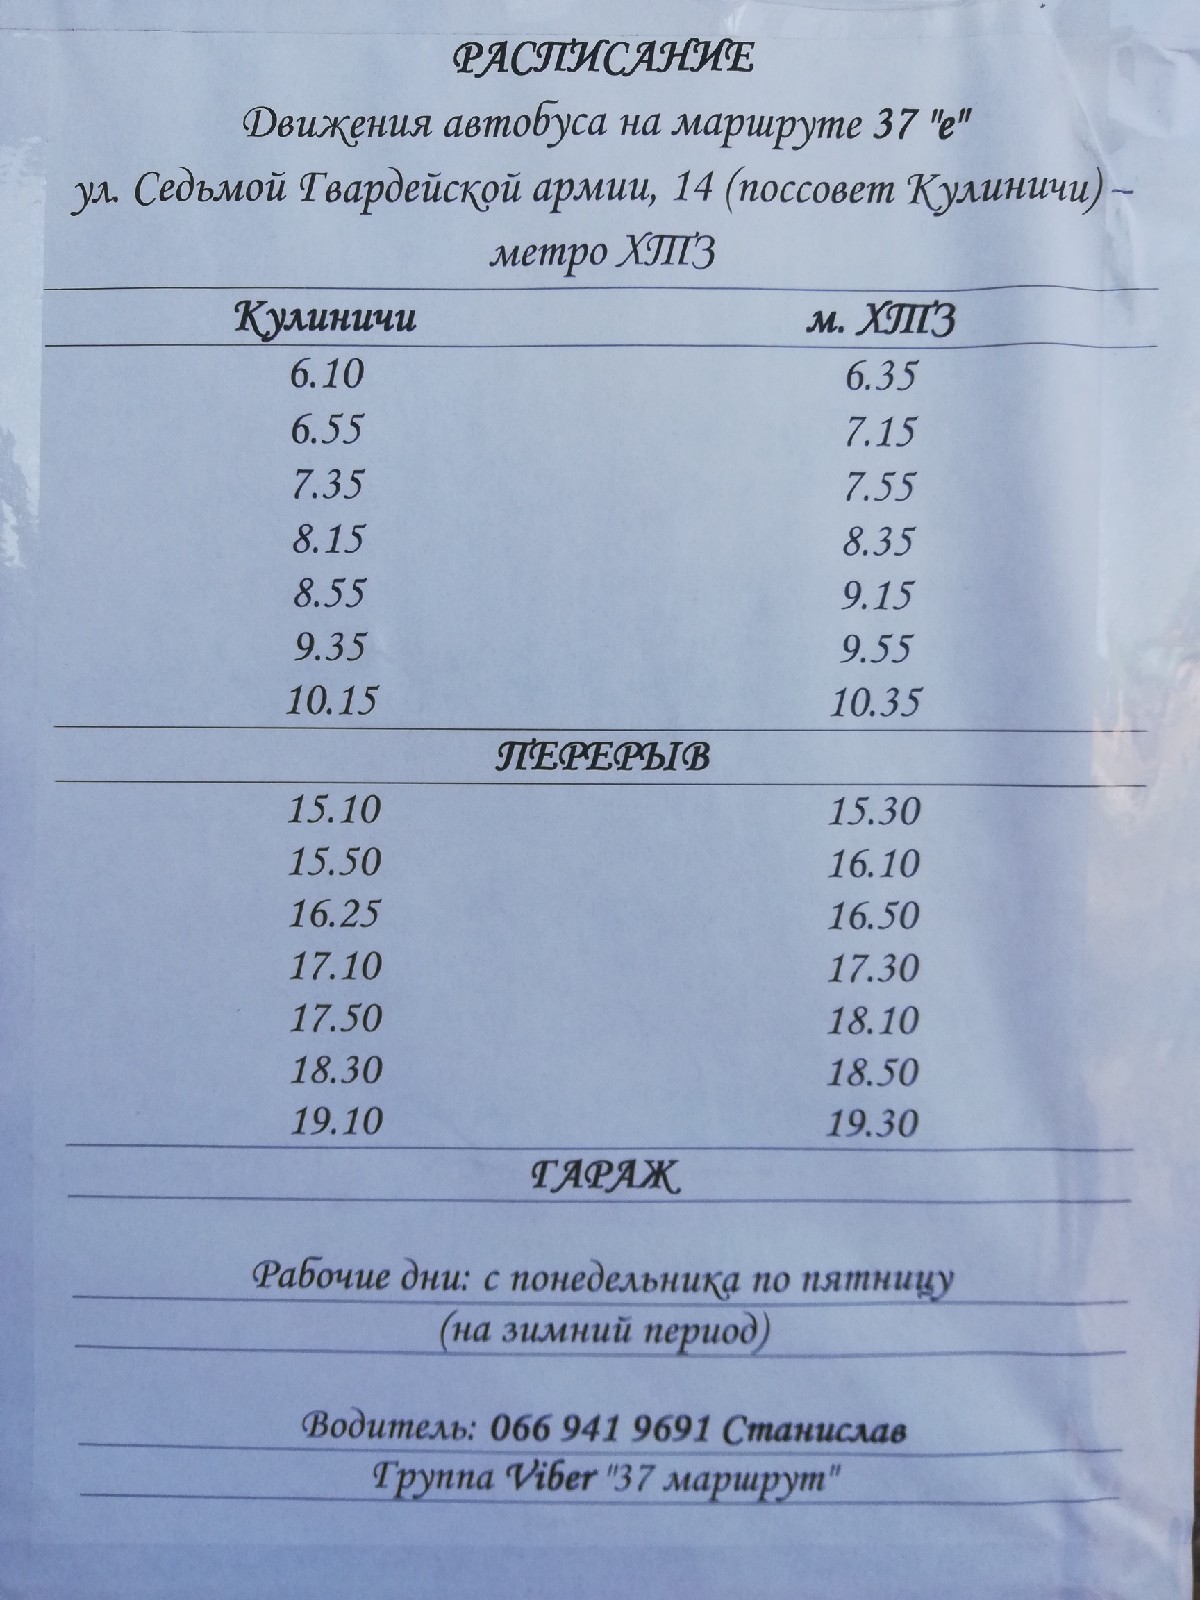 РАСПИСАНИЕ
Движения автобуса на маршруте 37 "е"
ул. Седьмой Гвардейской армии, 14 (поссовет Кулиничи) –
метро ХТЗ
Кулиничи м. ХТЗ
6.10 6.35
6.55 7.15
7.35 7.55
8.15 8.35
8.55 9.15
9.35 9.55
10.15 10.35
ПЕРЕРЫВ
15.10 15.30
15.50 16.10
16.25 16.50
17.10 17.30
17.50 18.10
18.30 18.50
19.10 19.30
ГАРАЖ
Рабочие дни: с понедельника по пятницу
(на зимний период)
Водитель: 066 941 9691 Станислав
Группа Viber "37 маршрут"